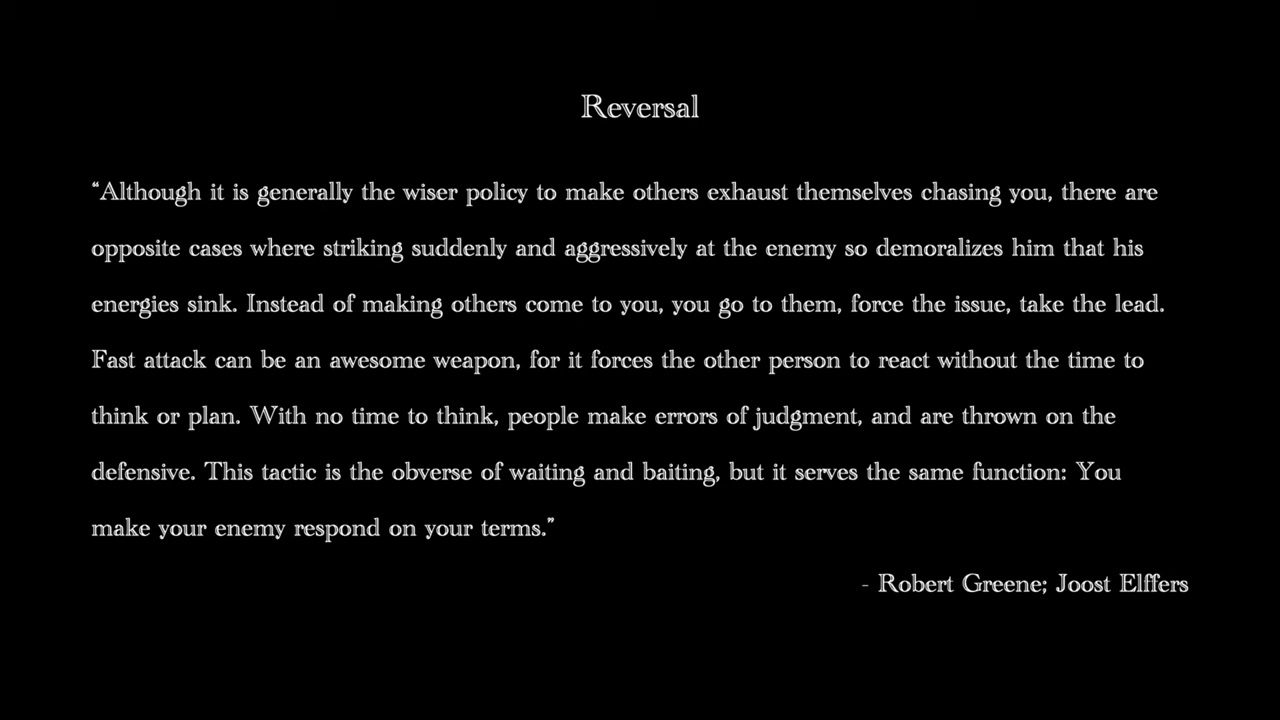 Reversal
“Although it is generally the wiser policy to make others exhaust themselves chasing you, there are
opposite cases where striking suddenly and aggressively at the enemy so demoralizes him that his
energies sink. Instead of making others come to you, you go to them, force the issue, take the lead.
Fast attack can be an awesome weapon, for it forces the other person to react without the time to
think or plan. With no time to think, people make errors of judgment, and are thrown on the
defensive. This tactic is the obverse of waiting and baiting, but it serves the same function: You
make your enemy respond on your terms.”
- Robert Greene; Joost Elffers